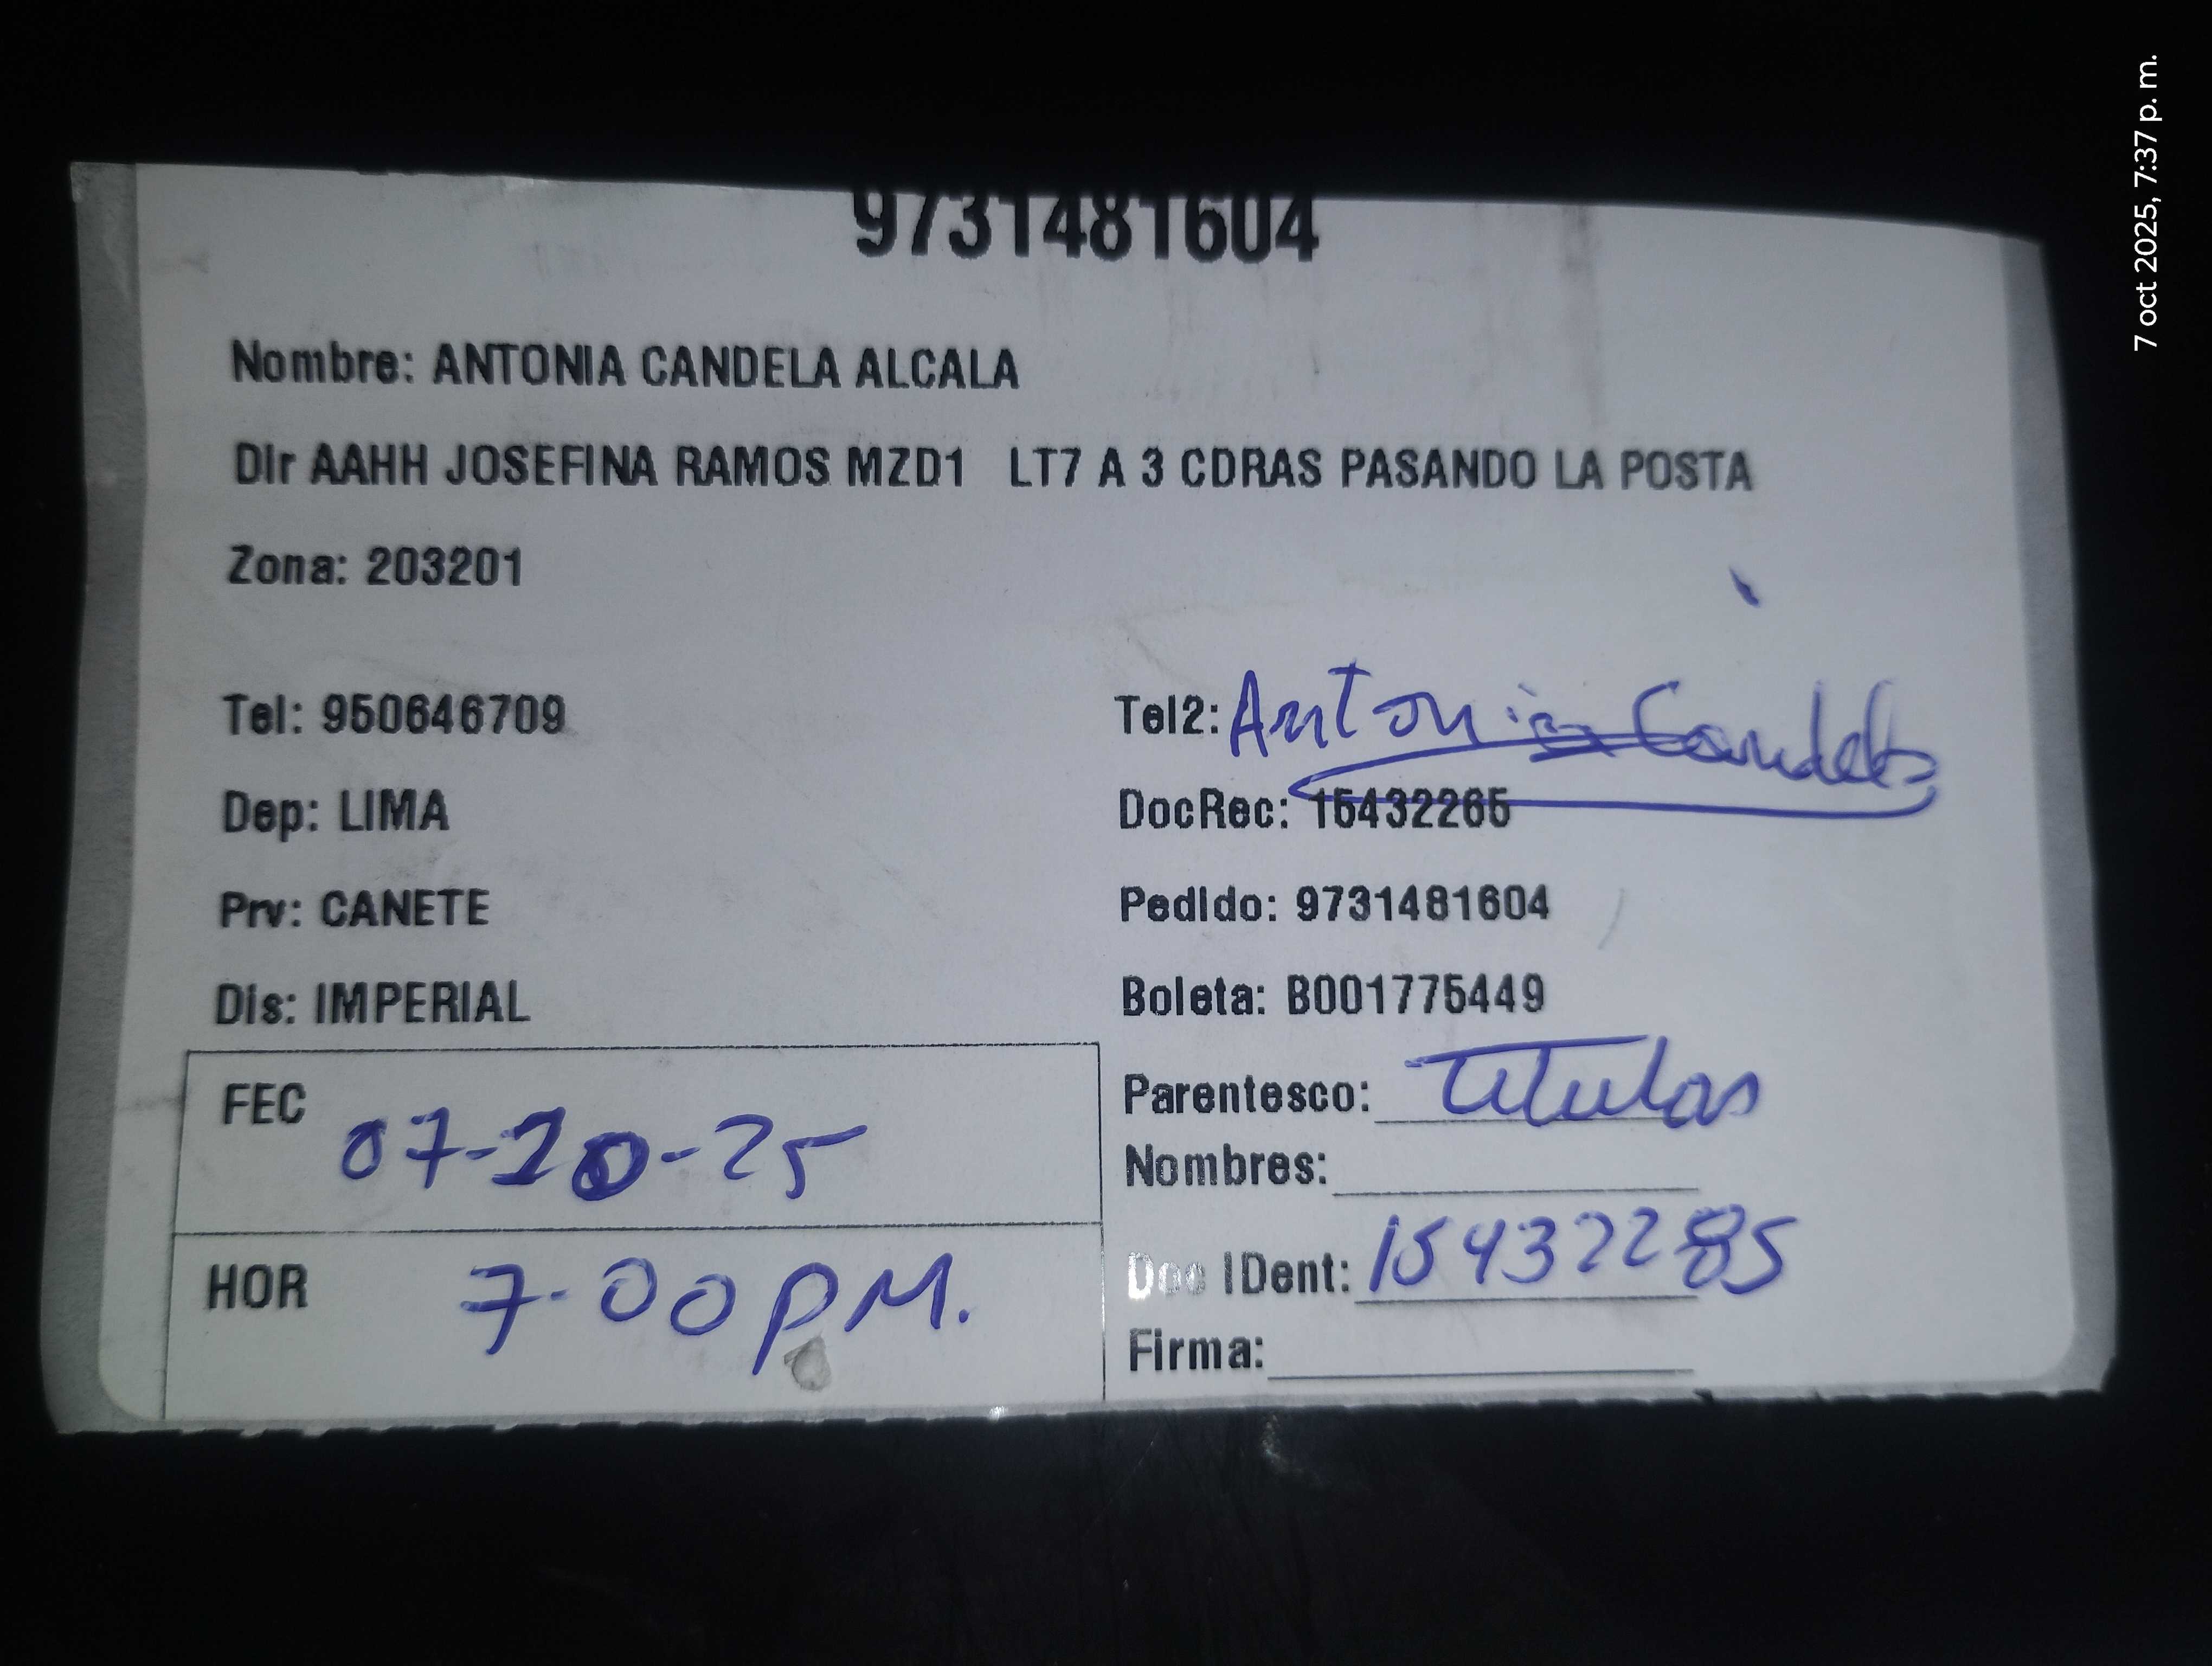 9731481604
Nombre: ANTONIA CANDELA ALCALA
Dir AAHH JOSEFINA RAMOS MZD1 LT7 A 3 CDRAS PASANDO LA POSTA
Zona: 203201
Tel: 950646709
Tel2: Antonia Candela
Dep: LIMA
DocRec: 15432265
Prv: CANETE
Pedido: 9731481604
Dis: IMPERIAL
Boleta: B001775449
FEC 07-10-25
Parentesco: Titular
Nombres:
HOR 7.00 PM.
Doc IDent: 15432285
Firma:
7 oct 2025, 7:37 p. m.